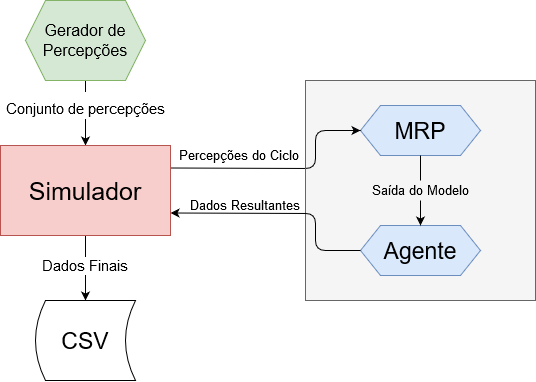 Gerador de
Percepções
Conjunto de percepções
Simulador
Percepções do Ciclo
MRP
Saída do Modelo
Dados Resultantes
Agente
Dados Finais
CSV